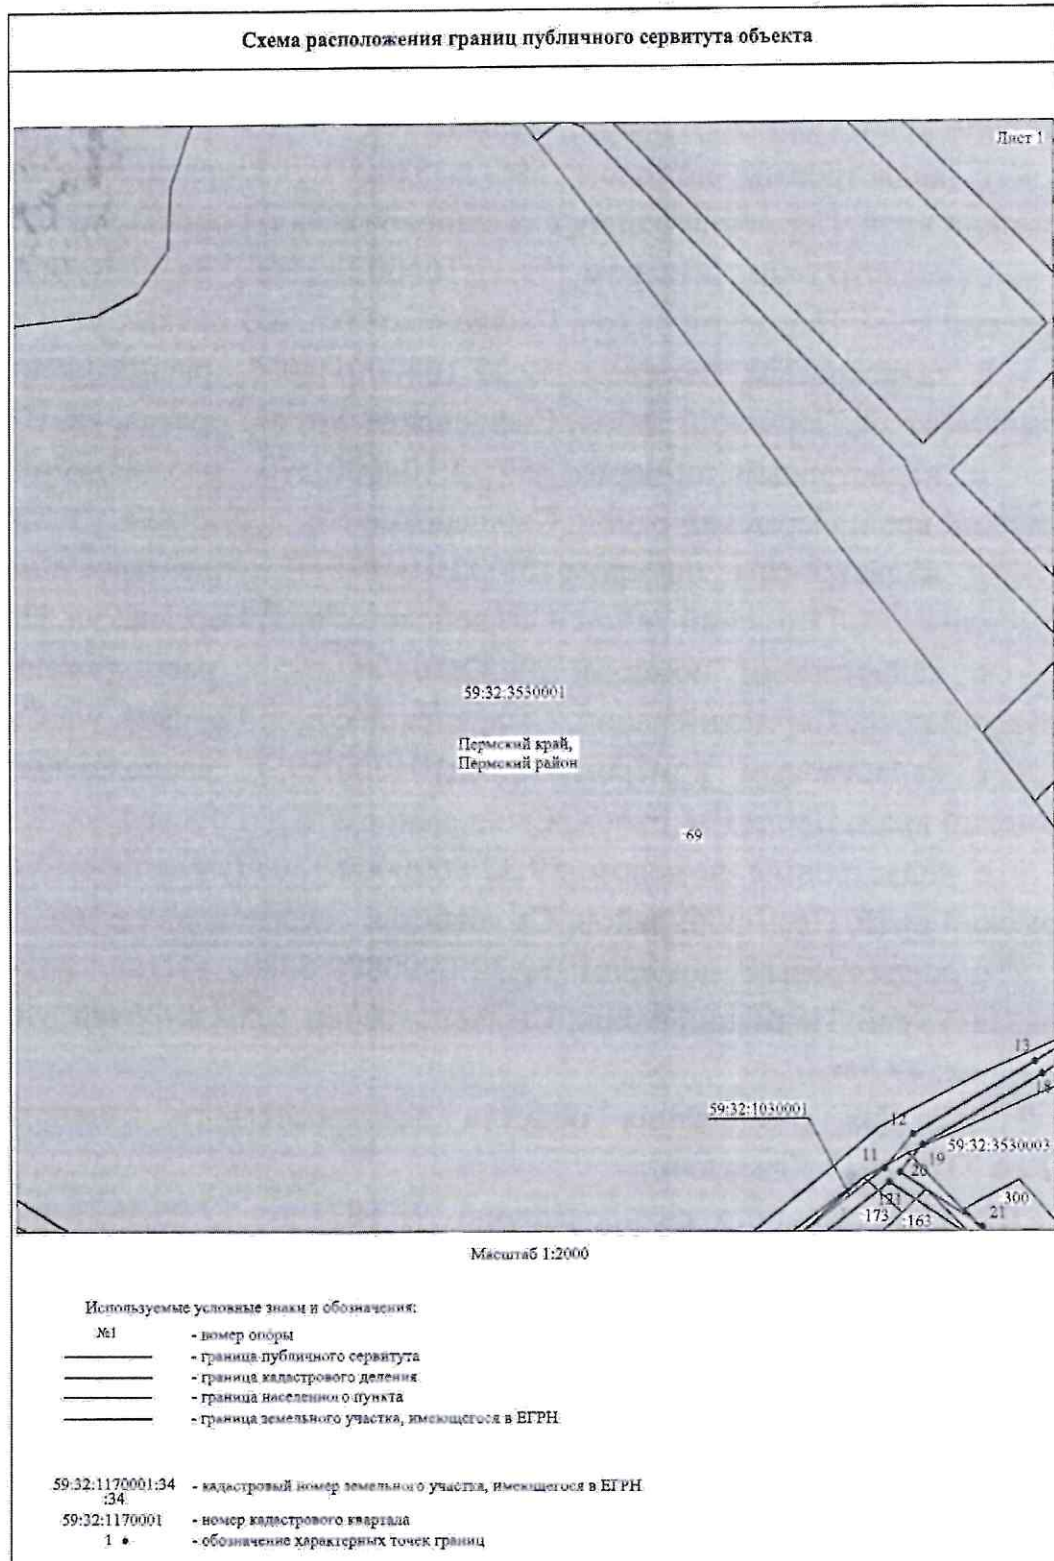 Схема расположения границ публичного сервитута объекта
Лист 1
59:32:3530001
Пермский край,
Пермский район
:69
13
18
59:32:1030001
12
11
19
59:32:3530003
20
121
:300
21
:173
:163
Масштаб 1:2000
Используемые условные знаки и обозначения:
№1 - номер опоры
- граница публичного сервитута
- граница кадастрового деления
- граница населенного пункта
- граница земельного участка, имеющегося в ЕГРН
59:32:1170001:34 - кадастровый номер земельного участка, имеющегося в ЕГРН
:34
59:32:1170001 - номер кадастрового квартала
1 - обозначение характерных точек границ